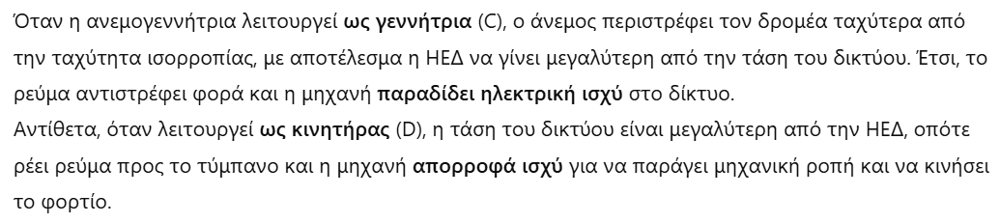 Όταν η ανεμογεννήτρια λειτουργεί ως γεννήτρια (C), ο άνεμος περιστρέφει τον δρομέα ταχύτερα από
την ταχύτητα ισορροπίας, με αποτέλεσμα η ΗΕΔ να γίνει μεγαλύτερη από την τάση του δικτύου. Έτσι, το
ρεύμα αντιστρέφει φορά και η μηχανή παραδίδει ηλεκτρική ισχύ στο δίκτυο.
Αντίθετα, όταν λειτουργεί ως κινητήρας (D), η τάση του δικτύου είναι μεγαλύτερη από την ΗΕΔ, οπότε
ρέει ρεύμα προς το τύμπανο και η μηχανή απορροφά ισχύ για να παράγει μηχανική ροπή και να κινήσει
το φορτίο.